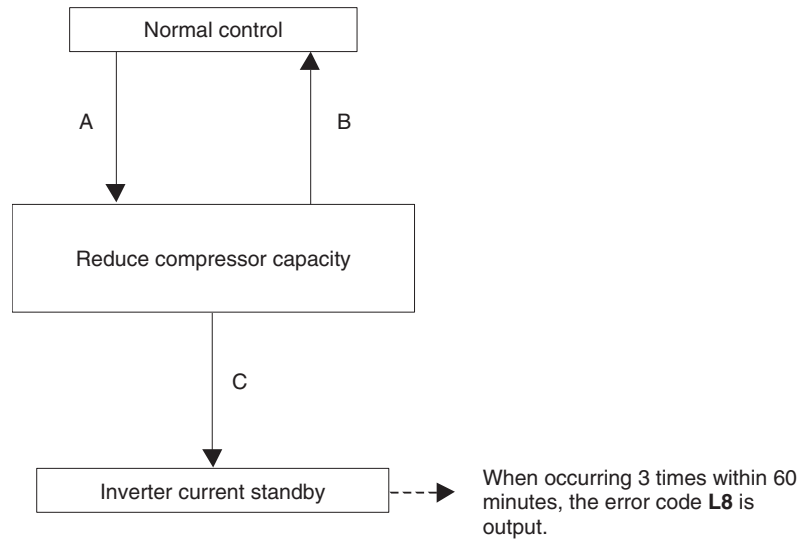 Normal control
A
B
Reduce compressor capacity
C
Inverter current standby
When occurring 3 times within 60
minutes, the error code L8 is
output.